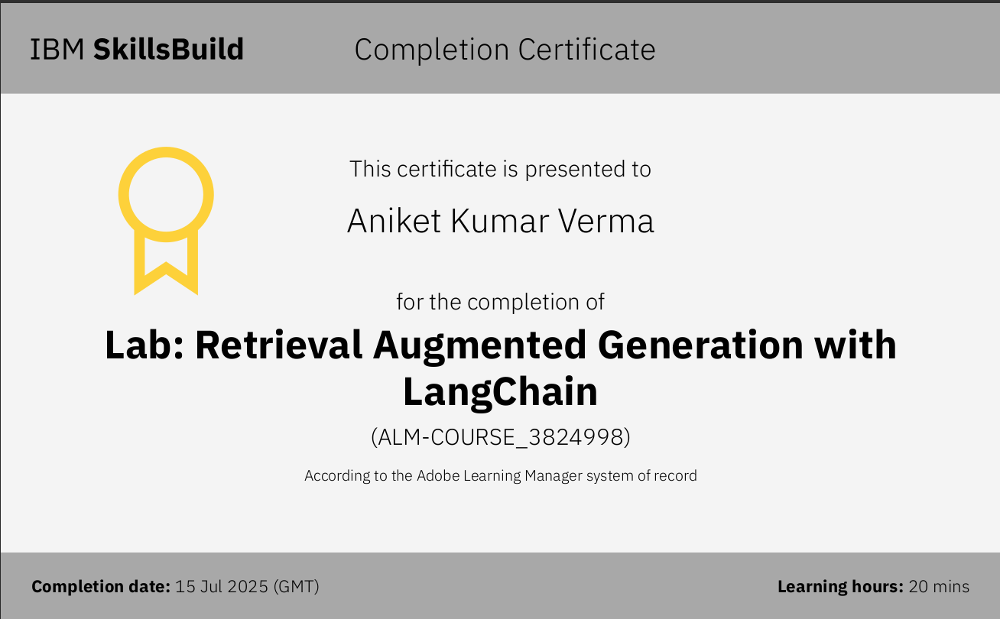 IBM SkillsBuild
Completion Certificate
This certificate is presented to
Aniket Kumar Verma
for the completion of
Lab: Retrieval Augmented Generation with
LangChain
(ALM-COURSE_3824998)
According to the Adobe Learning Manager system of record
Completion date: 15 Jul 2025 (GMT)
Learning hours: 20 mins